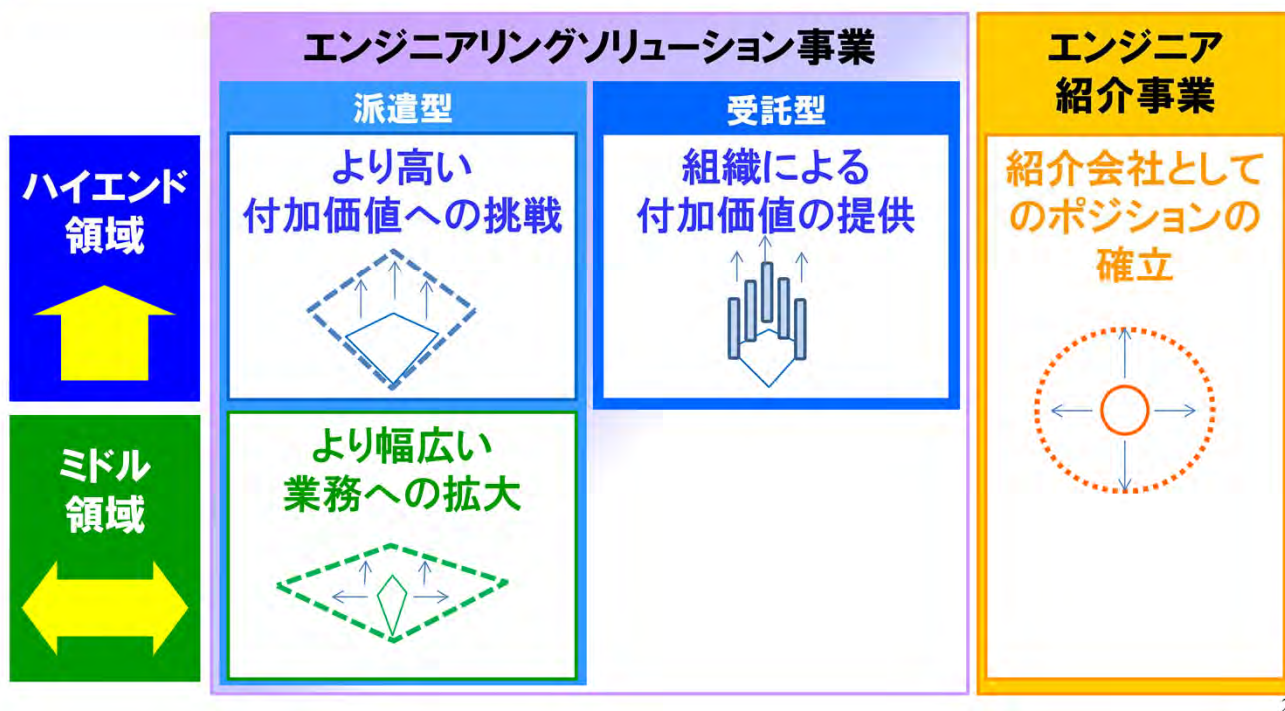 エンジニアリングソリューション事業
エンジニア
紹介事業
派遣型
受託型
ハイエンド
領域
より高い
付加価値への挑戦
組織による
付加価値の提供
紹介会社として
のポジションの
確立
ミドル
領域
より幅広い
業務への拡大